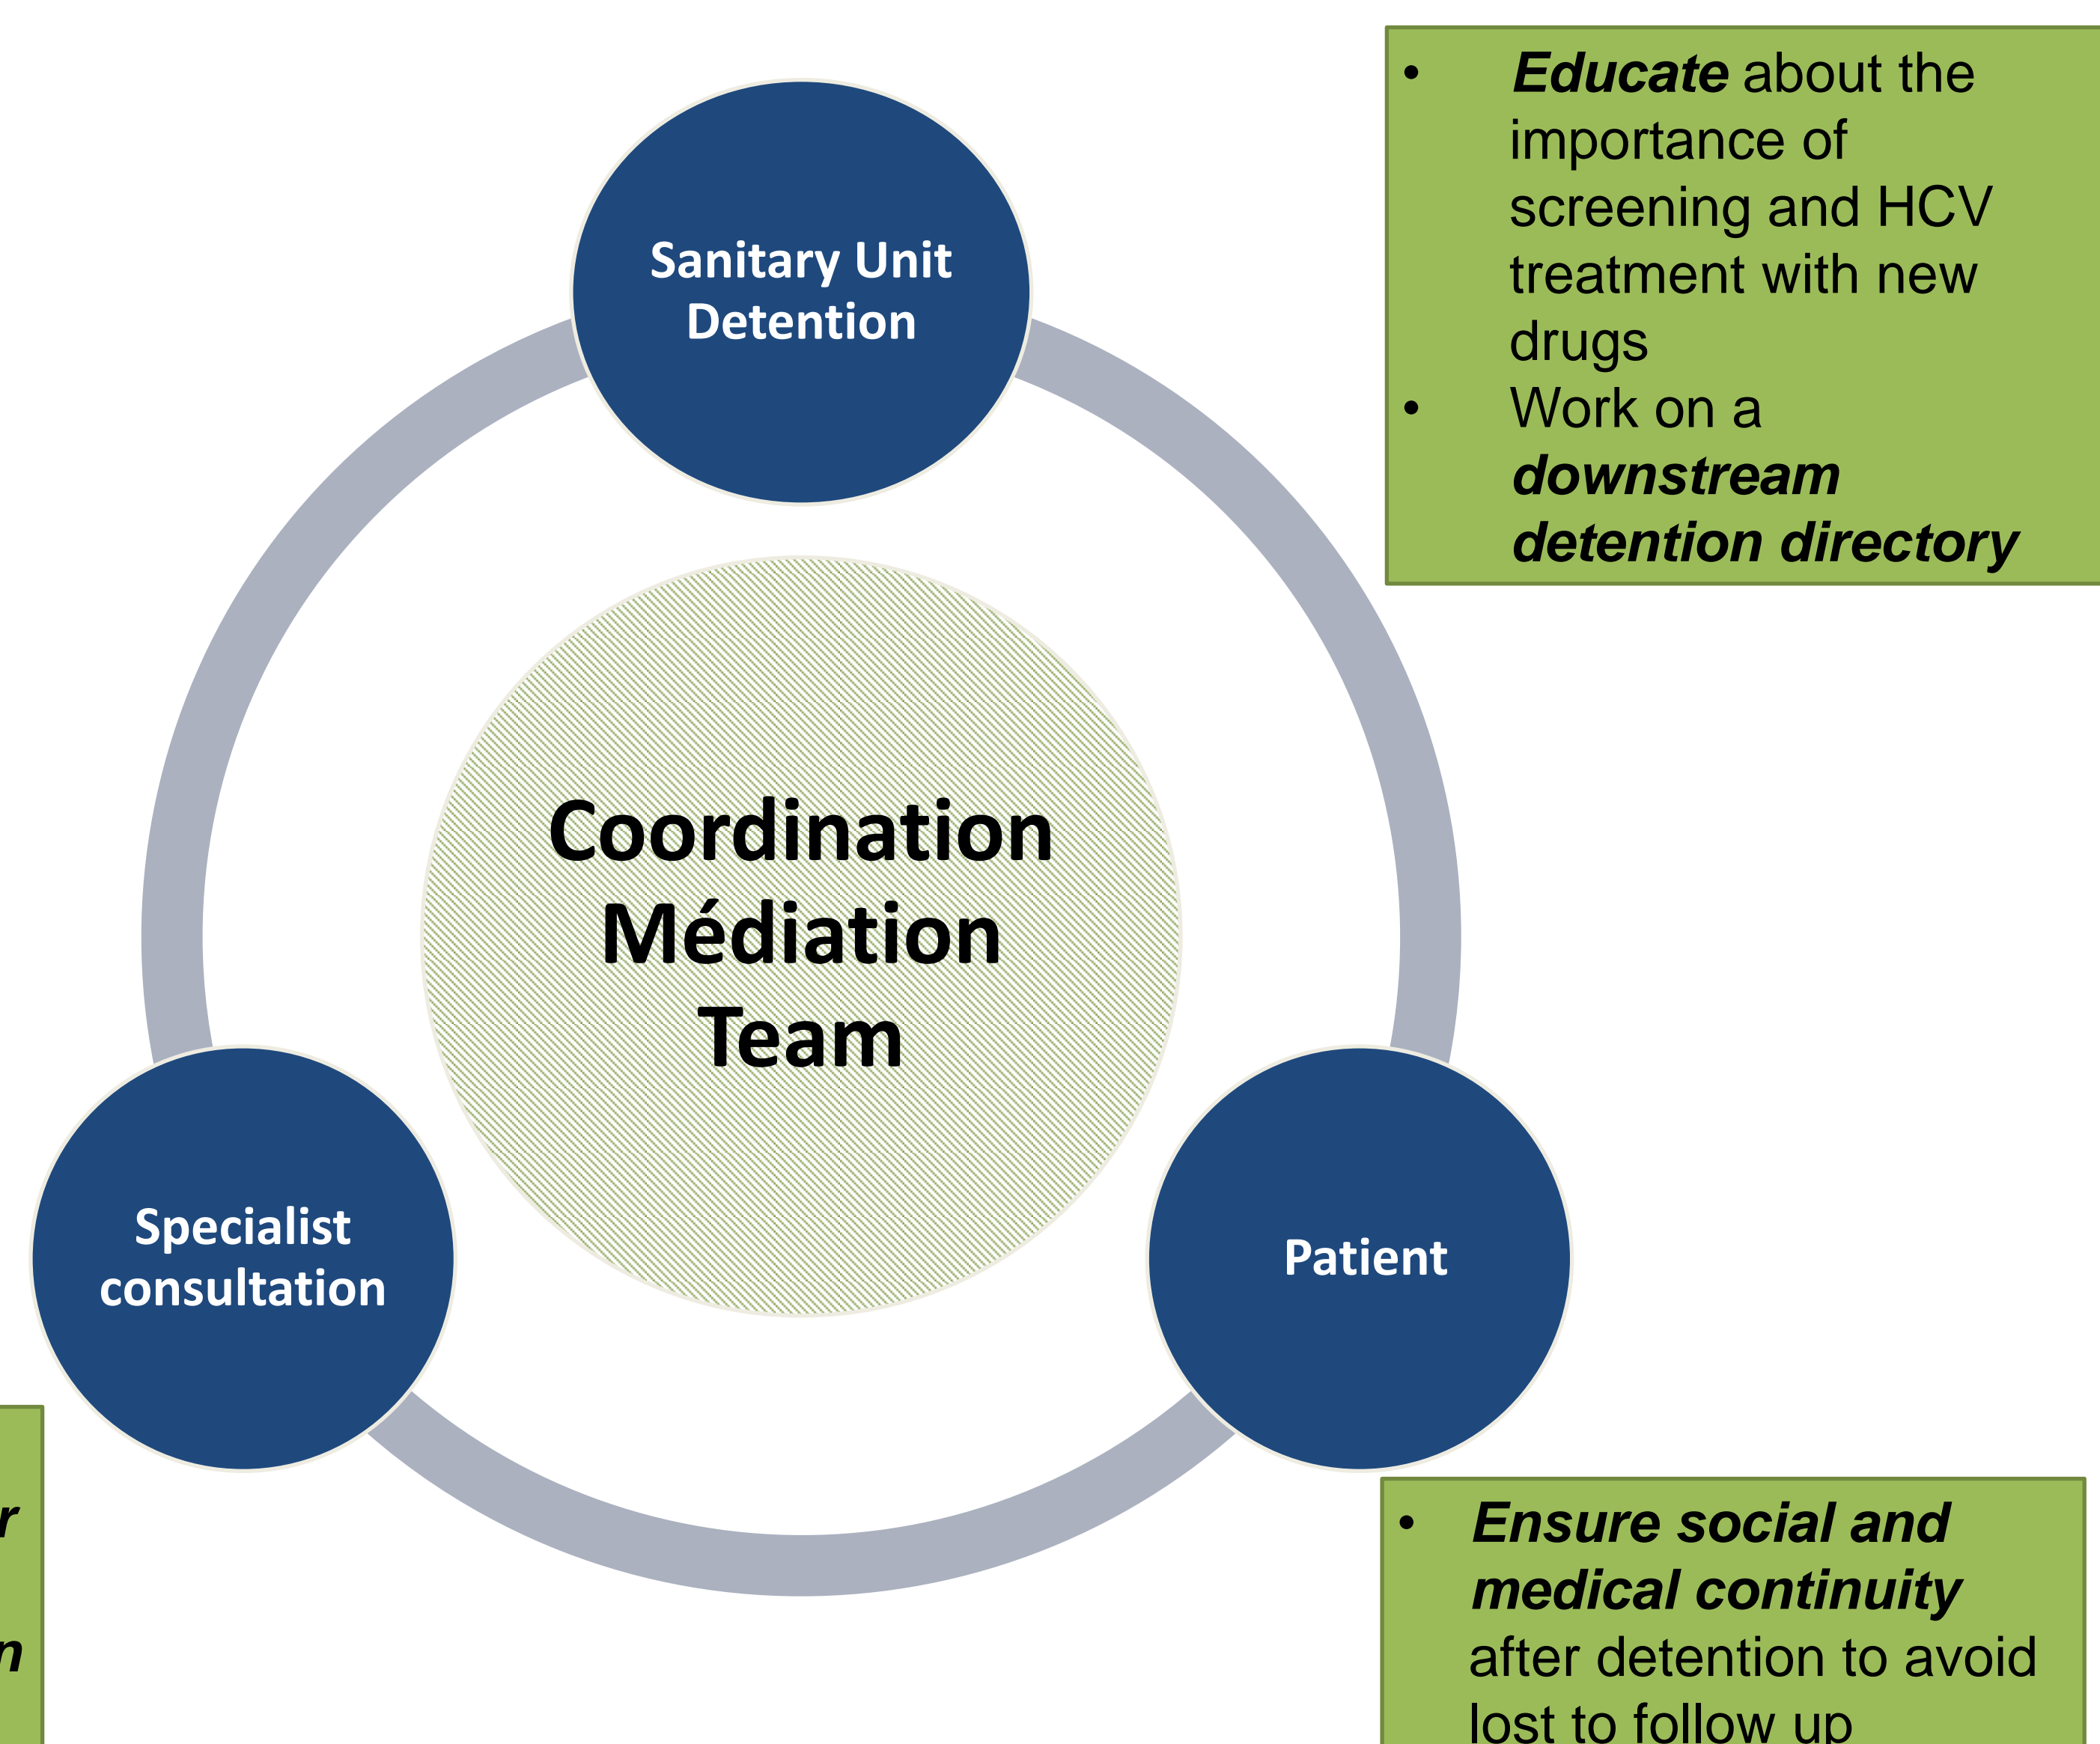 • Educate about the
importance of
screening and HCV
treatment with new
drugs
• Work on a
downstream
detention directory
Sanitary Unit
Detention
Coordination
Médiation
Team
Specialist
consultation
Patient
• Ensure social and
medical continuity
after detention to avoid
lost to follow up